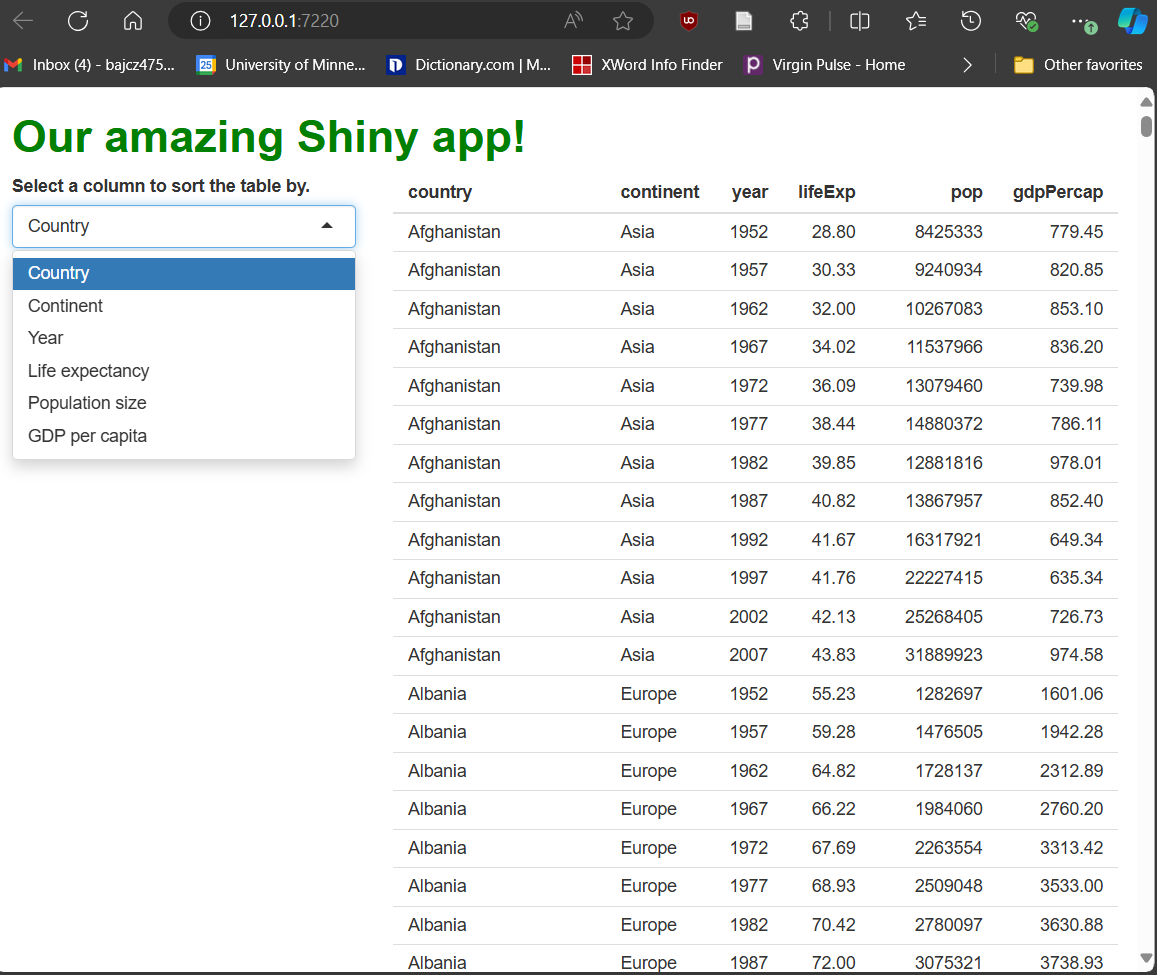 127.0.0.1:7220
Inbox (4) - bajcz475... University of Minne... Dictionary.com | M... XWord Info Finder Virgin Pulse - Home Other favorites
Our amazing Shiny app!
Select a column to sort the table by.
Country
Country
Continent
Year
Life expectancy
Population size
GDP per capita
country continent year lifeExp pop gdpPercap
Afghanistan Asia 1952 28.80 8425333 779.45
Afghanistan Asia 1957 30.33 9240934 820.85
Afghanistan Asia 1962 32.00 10267083 853.10
Afghanistan Asia 1967 34.02 11537966 836.20
Afghanistan Asia 1972 36.09 13079460 739.98
Afghanistan Asia 1977 38.44 14880372 786.11
Afghanistan Asia 1982 39.85 12881816 978.01
Afghanistan Asia 1987 40.82 13867957 852.40
Afghanistan Asia 1992 41.67 16317921 649.34
Afghanistan Asia 1997 41.76 22227415 635.34
Afghanistan Asia 2002 42.13 25268405 726.73
Afghanistan Asia 2007 43.83 31889923 974.58
Albania Europe 1952 55.23 1282697 1601.06
Albania Europe 1957 59.28 1476505 1942.28
Albania Europe 1962 64.82 1728137 2312.89
Albania Europe 1967 66.22 1984060 2760.20
Albania Europe 1972 67.69 2263554 3313.42
Albania Europe 1977 68.93 2509048 3533.00
Albania Europe 1982 70.42 2780097 3630.88
Albania Europe 1987 72.00 3075321 3738.93